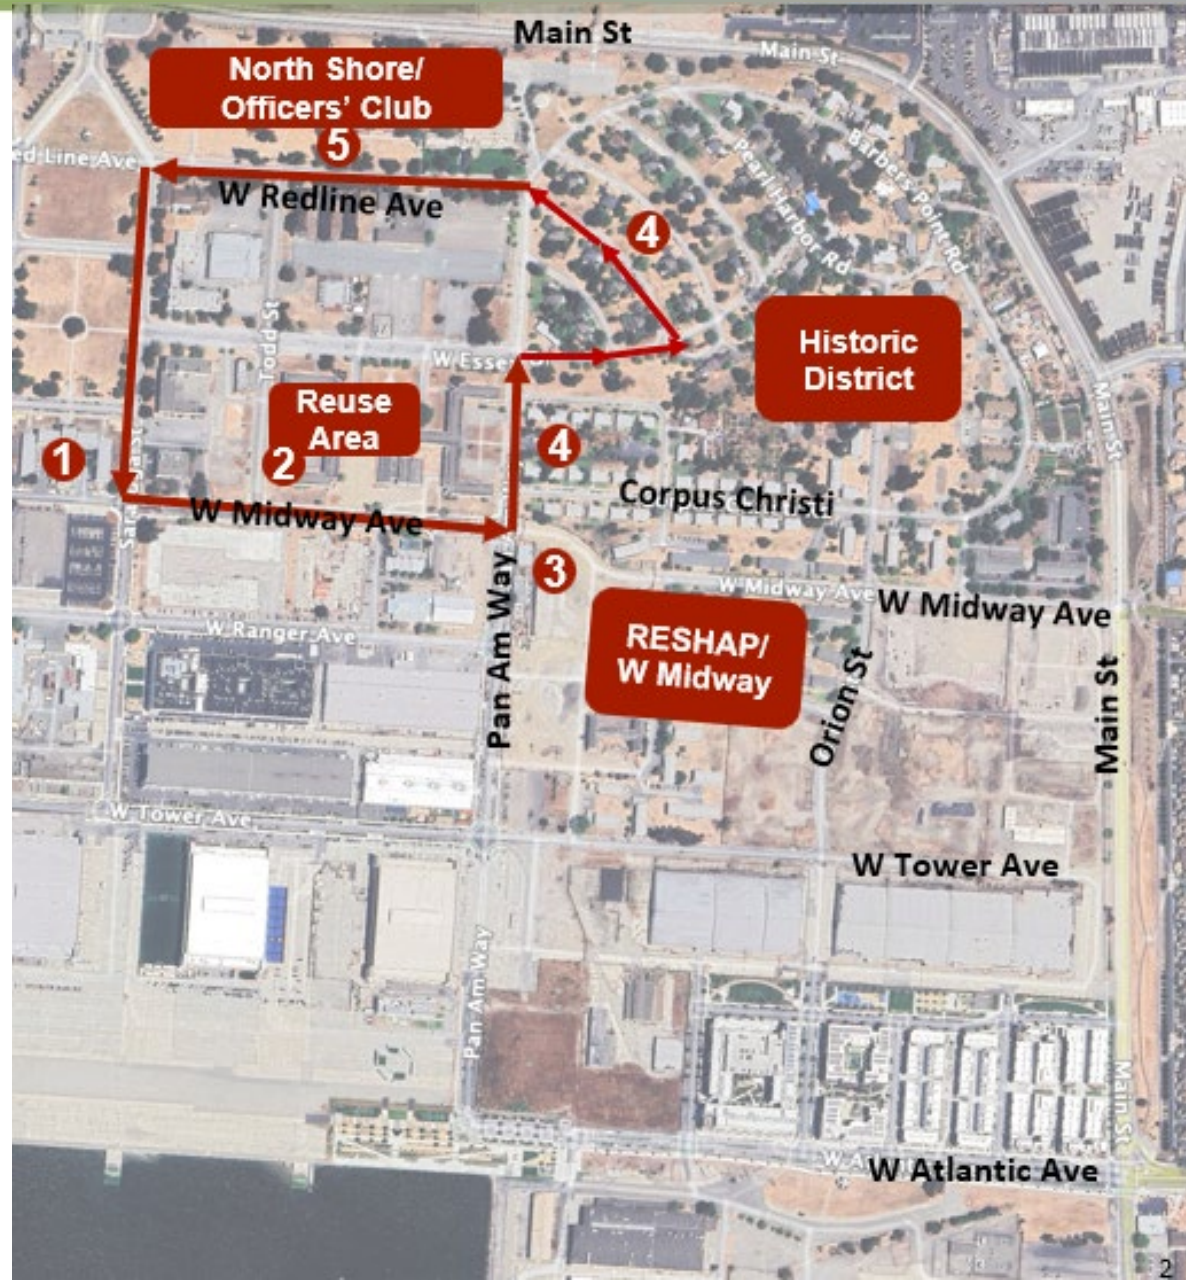 Main St
Main St
North Shore/
Officers' Club
5
ed Line Ave
W Redline Ave
4
Pearl Harbor Rd
Barbers Point Rd
Todd St
W Esse
Historic
District
Main St
Reuse
Area
1
2
4
Corpus Christi
W Midway Ave
3
W Midway Ave
W Midway Ave
W Ranger Ave
Pan Am Way
RESHAP/
W Midway
Orion St
Main St
W Tower Ave
W Tower Ave
Pan Am Way
Main St
W Atlantic Ave
2